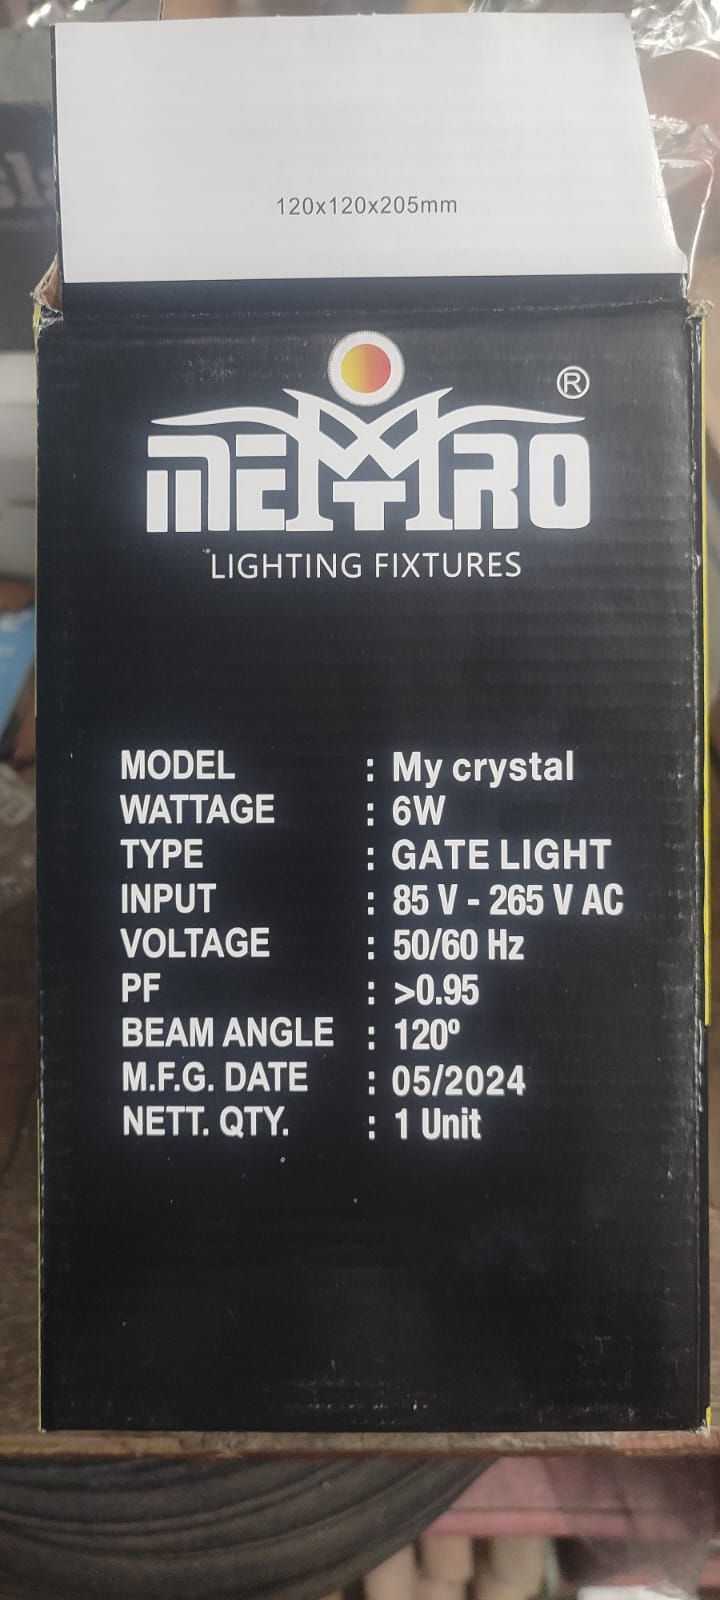 120x120x205mm
METRO ®
LIGHTING FIXTURES
MODEL : My crystal
WATTAGE : 6W
TYPE : GATE LIGHT
INPUT : 85 V - 265 V AC
VOLTAGE : 50/60 Hz
PF : >0.95
BEAM ANGLE : 120º
M.F.G. DATE : 05/2024
NETT. QTY. : 1 Unit